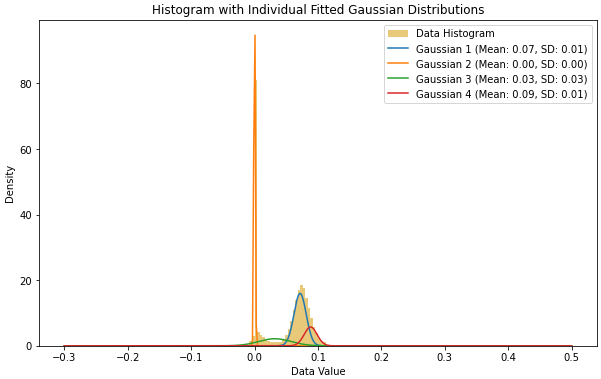 Histogram with Individual Fitted Gaussian Distributions
Data Histogram
Gaussian 1 (Mean: 0.07, SD: 0.01)
Gaussian 2 (Mean: 0.00, SD: 0.00)
Gaussian 3 (Mean: 0.03, SD: 0.03)
Gaussian 4 (Mean: 0.09, SD: 0.01)
Density
80
60
40
20
0
−0.3 −0.2 −0.1 0.0 0.1 0.2 0.3 0.4 0.5
Data Value